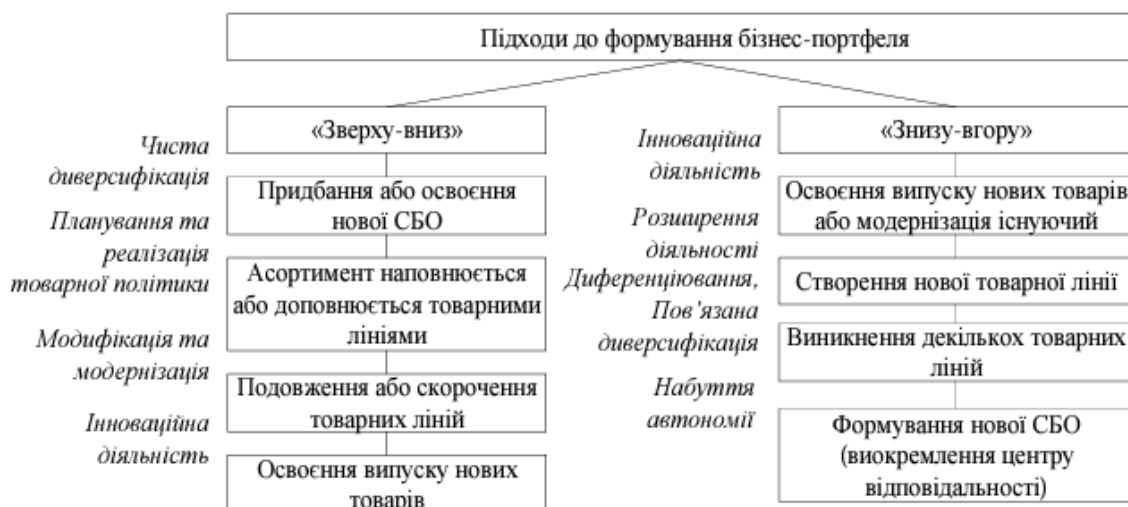 Підходи до формування бізнес-портфеля
«Зверху-вниз»
Чиста
диверсифікація
Придбання або освоєння
нової СБО
Планування та
реалізація
товарної політики
Асортимент наповнюється
або доповнюється товарними
лініями
Модифікація та
модернізація
Подовження або скорочення
товарних ліній
Інноваційна
діяльність
Освоєння випуску нових
товарів
«Знизу-вгору»
Інноваційна
діяльність
Освоєння випуску нових товарів
або модернізація існуючий
Розширення
діяльності
Створення нової товарної лінії
Диференціювання,
Пов’язана
диверсифікація
Виникнення декількох товарних
ліній
Набуття
автономії
Формування нової СБО
(виокремлення центру
відповідальності)